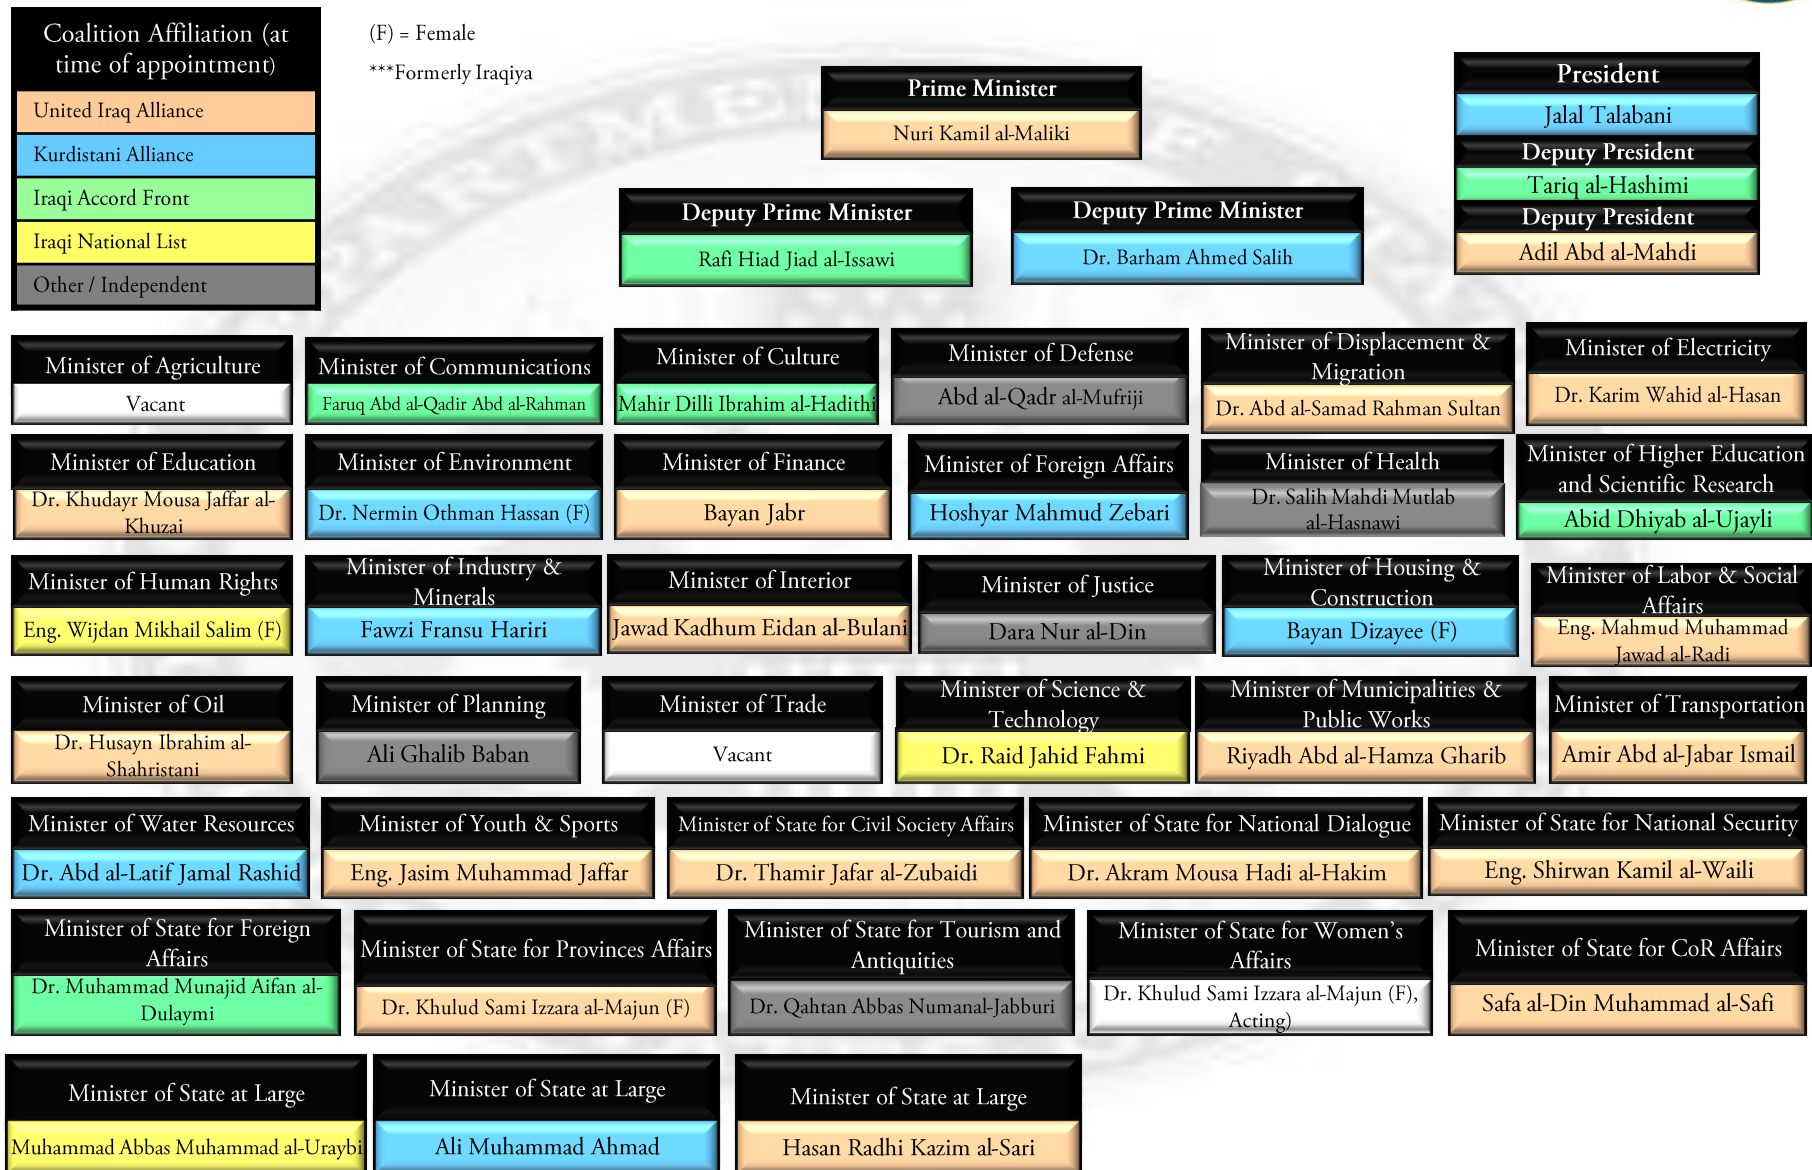 Coalition Affiliation (at
time of appointment)
United Iraq Alliance
Kurdistani Alliance
Iraqi Accord Front
Iraqi National List
Other / Independent
(F) = Female
***Formerly Iraqiya
Prime Minister
Nuri Kamil al-Maliki
President
Jalal Talabani
Deputy President
Tariq al-Hashimi
Deputy President
Adil Abd al-Mahdi
Deputy Prime Minister
Rafi Hiad Jiad al-Issawi
Deputy Prime Minister
Dr. Barham Ahmed Salih
Minister of Agriculture
Vacant
Minister of Communications
Faruq Abd al-Qadir Abd al-Rahman
Minister of Culture
Mahir Dilli Ibrahim al-Hadithi
Minister of Defense
Abd al-Qadr al-Mufriji
Minister of Displacement &
Migration
Dr. Abd al-Samad Rahman Sultan
Minister of Electricity
Dr. Karim Wahid al-Hasan
Minister of Education
Dr. Khudayr Mousa Jaffar al-
Khuzai
Minister of Environment
Dr. Nermin Othman Hassan (F)
Minister of Finance
Bayan Jabr
Minister of Foreign Affairs
Hoshyar Mahmud Zebari
Minister of Health
Dr. Salih Mahdi Mutlab
al-Hasnawi
Minister of Higher Education
and Scientific Research
Abid Dhiyab al-Ujayli
Minister of Human Rights
Eng. Wijdan Mikhail Salim (F)
Minister of Industry &
Minerals
Fawzi Fransu Hariri
Minister of Interior
Jawad Kadhum Eidan al-Bulani
Minister of Justice
Dara Nur al-Din
Minister of Housing &
Construction
Bayan Dizayee (F)
Minister of Labor & Social
Affairs
Eng. Mahmud Muhammad
Jawad al-Radi
Minister of Oil
Dr. Husayn Ibrahim al-
Shahristani
Minister of Planning
Ali Ghalib Baban
Minister of Trade
Vacant
Minister of Science &
Technology
Dr. Raid Jahid Fahmi
Minister of Municipalities &
Public Works
Riyadh Abd al-Hamza Gharib
Minister of Transportation
Amir Abd al-Jabar Ismail
Minister of Water Resources
Dr. Abd al-Latif Jamal Rashid
Minister of Youth & Sports
Eng. Jasim Muhammad Jaffar
Minister of State for Civil Society Affairs
Dr. Thamir Jafar al-Zubaidi
Minister of State for National Dialogue
Dr. Akram Mousa Hadi al-Hakim
Minister of State for National Security
Eng. Shirwan Kamil al-Waili
Minister of State for Foreign
Affairs
Dr. Muhammad Munajid Aifan al-
Dulaymi
Minister of State for Provinces Affairs
Dr. Khulud Sami Izzara al-Majun (F)
Minister of State for Tourism and
Antiquities
Dr. Qahtan Abbas Numanal-Jabburi
Minister of State for Women's
Affairs
Dr. Khulud Sami Izzara al-Majun (F),
Acting)
Minister of State for CoR Affairs
Safa al-Din Muhammad al-Safi
Minister of State at Large
Muhammad Abbas Muhammad al-Uraybi
Minister of State at Large
Ali Muhammad Ahmad
Minister of State at Large
Hasan Radhi Kazim al-Sari